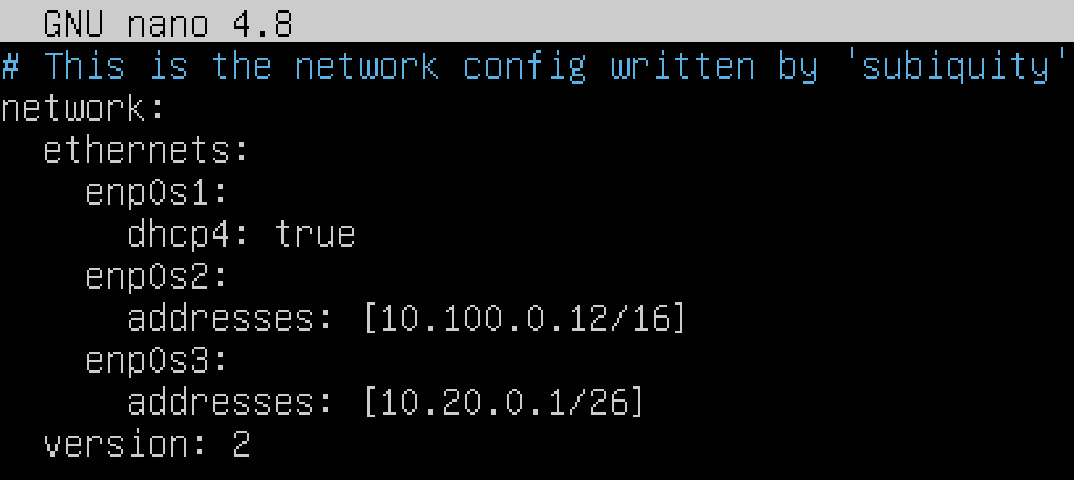 GNU nano 4.8
# This is the network config written by 'subiquity'
network:
  ethernets:
    enp0s1:
      dhcp4: true
    enp0s2:
      addresses: [10.100.0.12/16]
    enp0s3:
      addresses: [10.20.0.1/26]
  version: 2